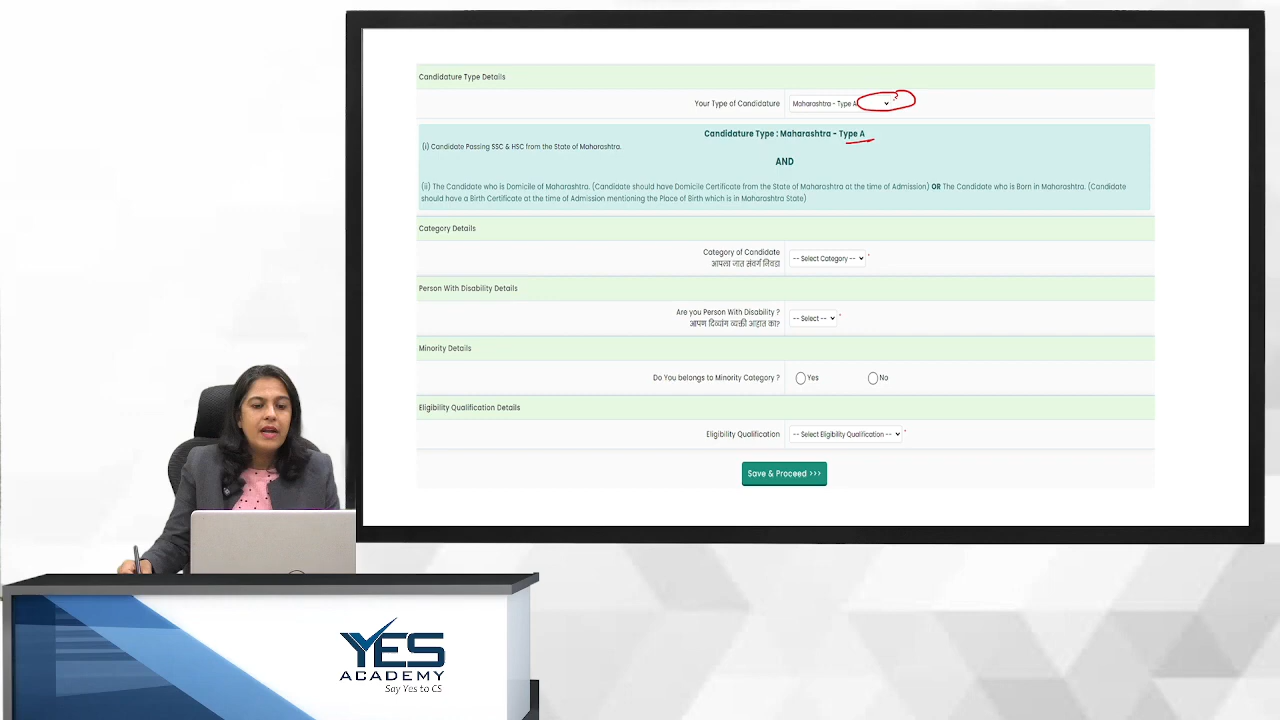 Candidature Type Details
Your Type of Candidature Maharashtra - Type A
Candidature Type : Maharashtra - Type A
(i) Candidate Passing SSC & HSC from the State of Maharashtra.
AND
(ii) The Candidate who is Domicile of Maharashtra. (Candidate should have Domicile Certificate from the State of Maharashtra at the time of Admission) OR The Candidate who is Born in Maharashtra. (Candidate
should have a Birth Certificate at the time of Admission mentioning the Place of Birth which is in Maharashtra State)
Category Details
Category of Candidate -- Select Category -- *
आपला जात संवर्ग निवडा
Person With Disability Details
Are you Person With Disability ? -- Select -- *
आपण दिव्यांग व्यक्ती आहात का?
Minority Details
Do You belongs to Minority Category ? Yes No
Eligibility Qualification Details
Eligibility Qualification -- Select Eligibility Qualification -- *
Save & Proceed >>>
YES
ACADEMY
Say Yes to CS